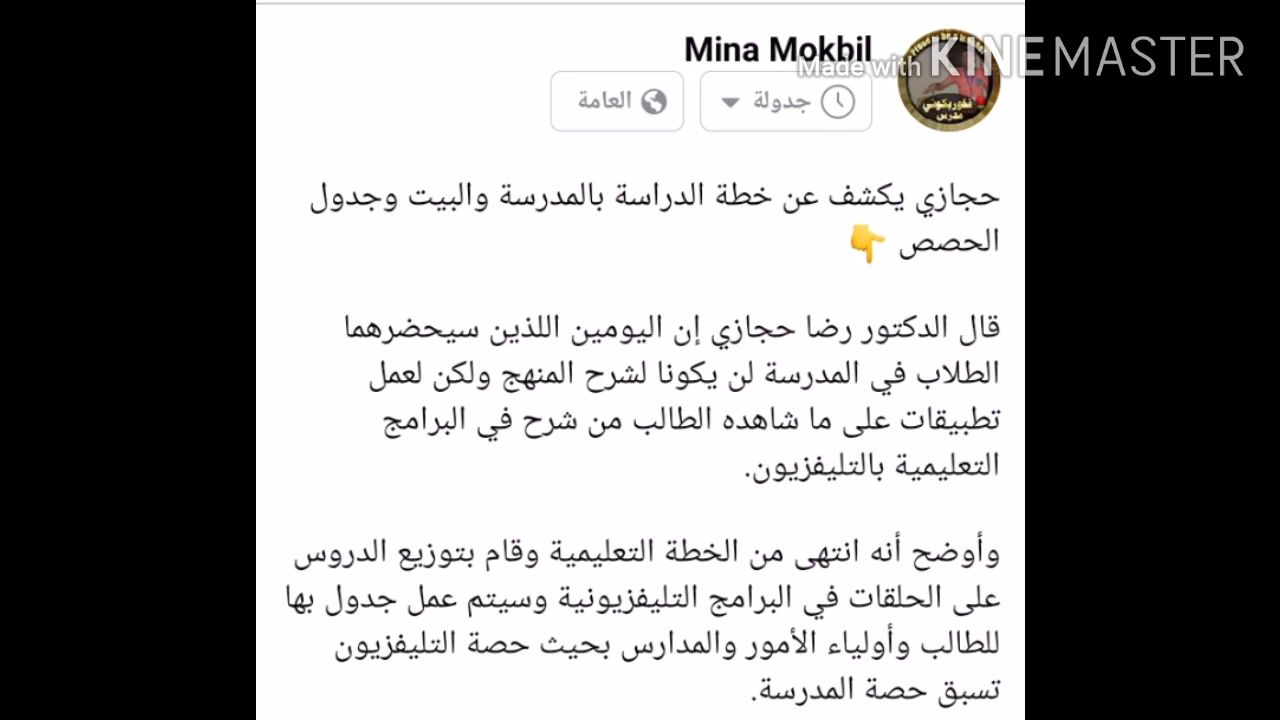 Mina Mokbil
Made with KINEMASTER
جدولة
العامة
فخوربكوني
مدرس
حجازي يكشف عن خطة الدراسة بالمدرسة والبيت وجدول
الحصص 👇
قال الدكتور رضا حجازي إن اليومين اللذين سيحضرهما
الطلاب في المدرسة لن يكونا لشرح المنهج ولكن لعمل
تطبيقات على ما شاهده الطالب من شرح في البرامج
التعليمية بالتليفزيون.
وأوضح أنه انتهى من الخطة التعليمية وقام بتوزيع الدروس
على الحلقات في البرامج التليفزيونية وسيتم عمل جدول بها
للطالب وأولياء الأمور والمدارس بحيث حصة التليفزيون
تسبق حصة المدرسة.